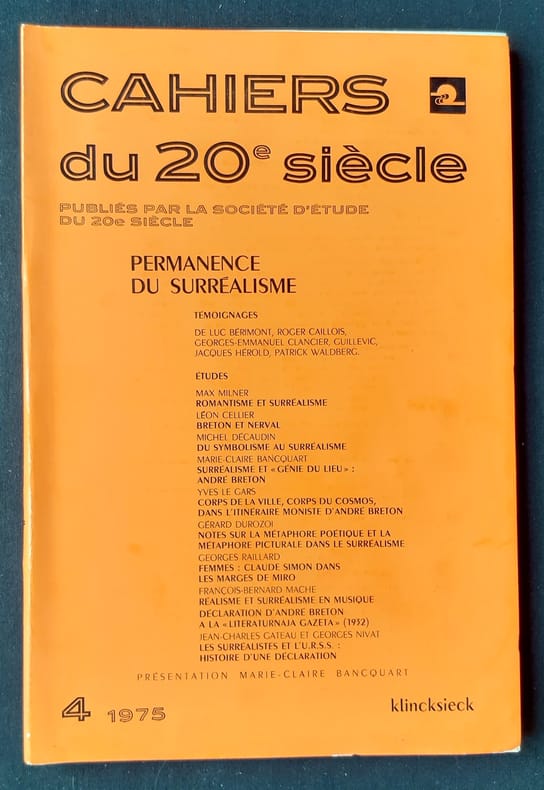 CAHIERS
du 20e siècle
PUBLIÉS PAR LA SOCIÉTÉ D'ÉTUDE
DU 20e SIÈCLE
PERMANENCE
DU SURRÉALISME
TÉMOIGNAGES
DE LUC BÉRIMONT, ROGER CAILLOIS,
GEORGES-EMMANUEL CLANCIER, GUILLEVIC,
JACQUES HÉROLD, PATRICK WALDBERG.
ÉTUDES
MAX MILNER
ROMANTISME ET SURRÉALISME
LÉON CELLIER
BRETON ET NERVAL
MICHEL DÉCAUDIN
DU SYMBOLISME AU SURRÉALISME
MARIE-CLAIRE BANCQUART
SURRÉALISME ET « GÉNIE DU LIEU » :
ANDRÉ BRETON
YVES LE GARS
CORPS DE LA VILLE, CORPS DU COSMOS,
DANS L'ITINÉRAIRE MONISTE D'ANDRÉ BRETON
GÉRARD DUROZOI
NOTES SUR LA MÉTAPHORE POÉTIQUE ET LA
MÉTAPHORE PICTURALE DANS LE SURRÉALISME
GEORGES RAILLARD
FEMMES : CLAUDE SIMON DANS
LES MARGES DE MIRO
FRANÇOIS-BERNARD MACHE
RÉALISME ET SURRÉALISME EN MUSIQUE
DÉCLARATION D'ANDRÉ BRETON
A LA « LITERATURNAJA GAZETA » (1932)
JEAN-CHARLES GATEAU ET GEORGES NIVAT
LES SURRÉALISTES ET L'U.R.S.S. :
HISTOIRE D'UNE DÉCLARATION
PRÉSENTATION MARIE-CLAIRE BANCQUART
4 1975
klincksieck